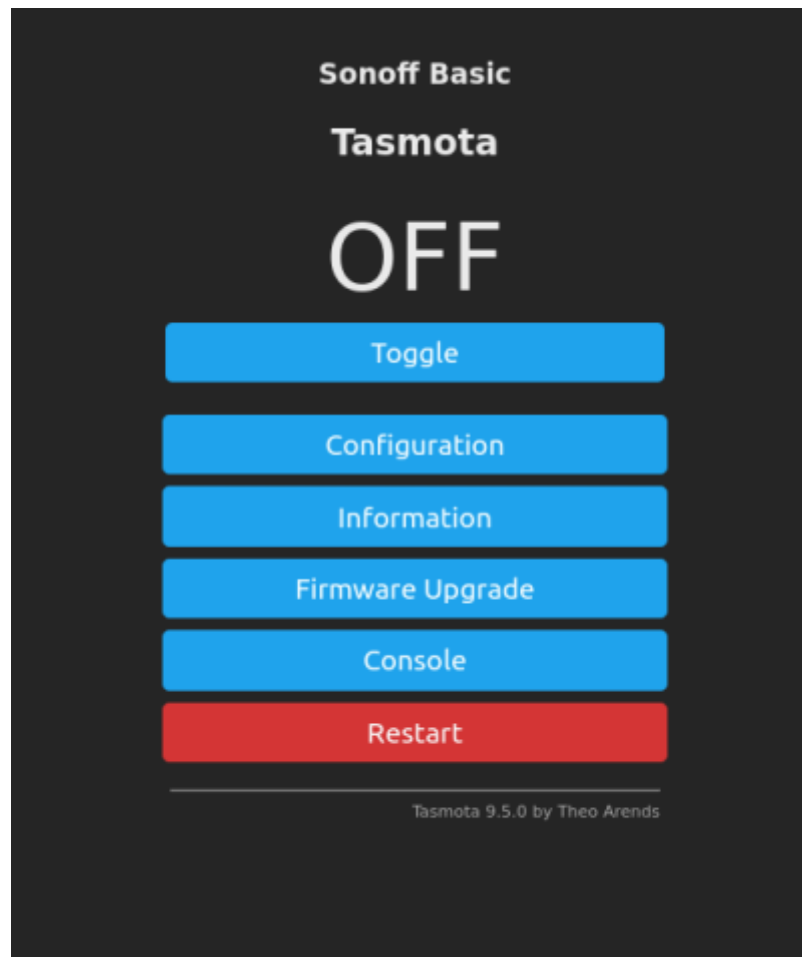 Sonoff Basic
Tasmota
OFF
Toggle
Configuration
Information
Firmware Upgrade
Console
Restart
Tasmota 9.5.0 by Theo Arends